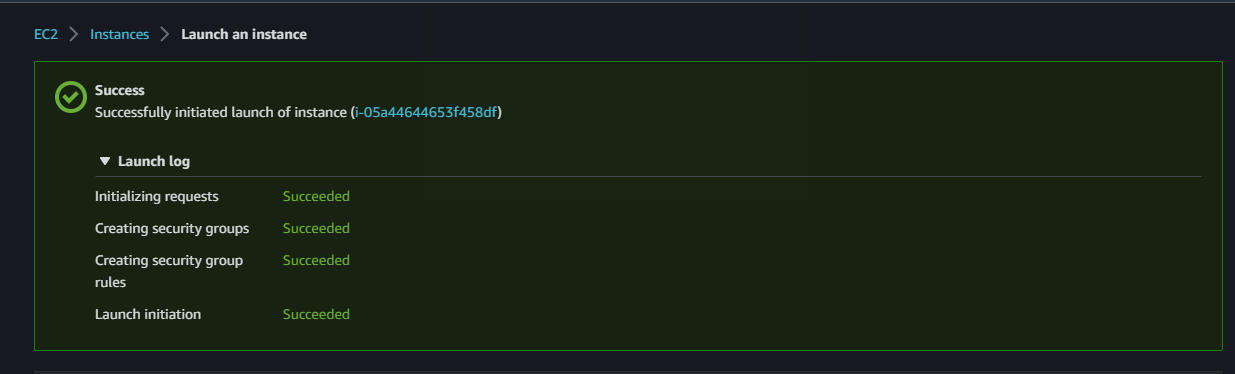 EC2 > Instances > Launch an instance
Success
Successfully initiated launch of instance (i-05a44644653f458df)
Launch log
Initializing requests Succeeded
Creating security groups Succeeded
Creating security group rules Succeeded
Launch initiation Succeeded